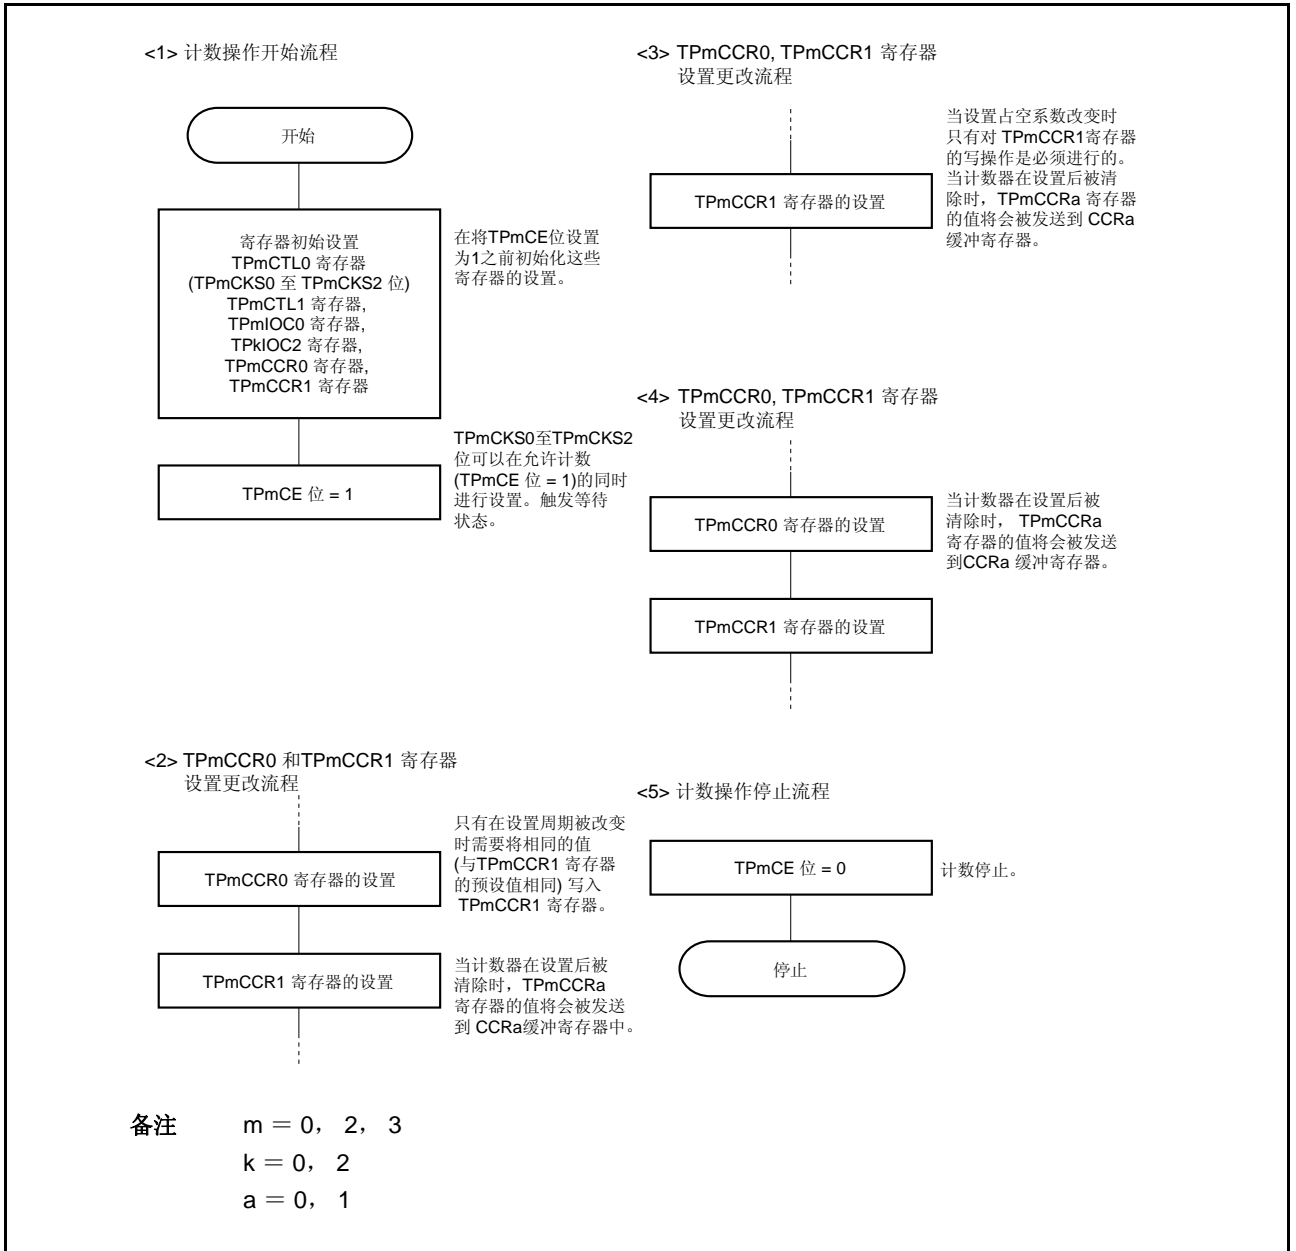 <1> 计数操作开始流程
开始
寄存器初始设置
TPmCTL0 寄存器
(TPmCKS0 至 TPmCKS2 位)
TPmCTL1 寄存器,
TPmIOC0 寄存器,
TPkIOC2 寄存器,
TPmCCR0 寄存器,
TPmCCR1 寄存器
在将TPmCE位设置
为1之前初始化这些
寄存器的设置。
TPmCE 位 = 1
TPmCKS0至TPmCKS2
位可以在允许计数
(TPmCE 位 = 1)的同时
进行设置。触发等待
状态。
<2> TPmCCR0 和TPmCCR1 寄存器
设置更改流程
TPmCCR0 寄存器的设置
只有在设置周期被改变
时需要将相同的值
(与TPmCCR1 寄存器
的预设值相同) 写入
TPmCCR1 寄存器。
TPmCCR1 寄存器的设置
当计数器在设置后被
清除时，TPmCCRa
寄存器的值将会被发送
到 CCRa缓冲寄存器中。
<3> TPmCCR0, TPmCCR1 寄存器
设置更改流程
TPmCCR1 寄存器的设置
当设置占空系数改变时
只有对 TPmCCR1寄存器
的写操作是必须进行的。
当计数器在设置后被清
除时，TPmCCRa 寄存器
的值将会被发送到 CCRa
缓冲寄存器。
<4> TPmCCR0, TPmCCR1 寄存器
设置更改流程
TPmCCR0 寄存器的设置
当计数器在设置后被
清除时， TPmCCRa
寄存器的值将会被发送
到CCRa 缓冲寄存器。
TPmCCR1 寄存器的设置
<5> 计数操作停止流程
TPmCE 位 = 0
计数停止。
停止
备注 m ＝ 0， 2， 3
k ＝ 0， 2
a ＝ 0， 1